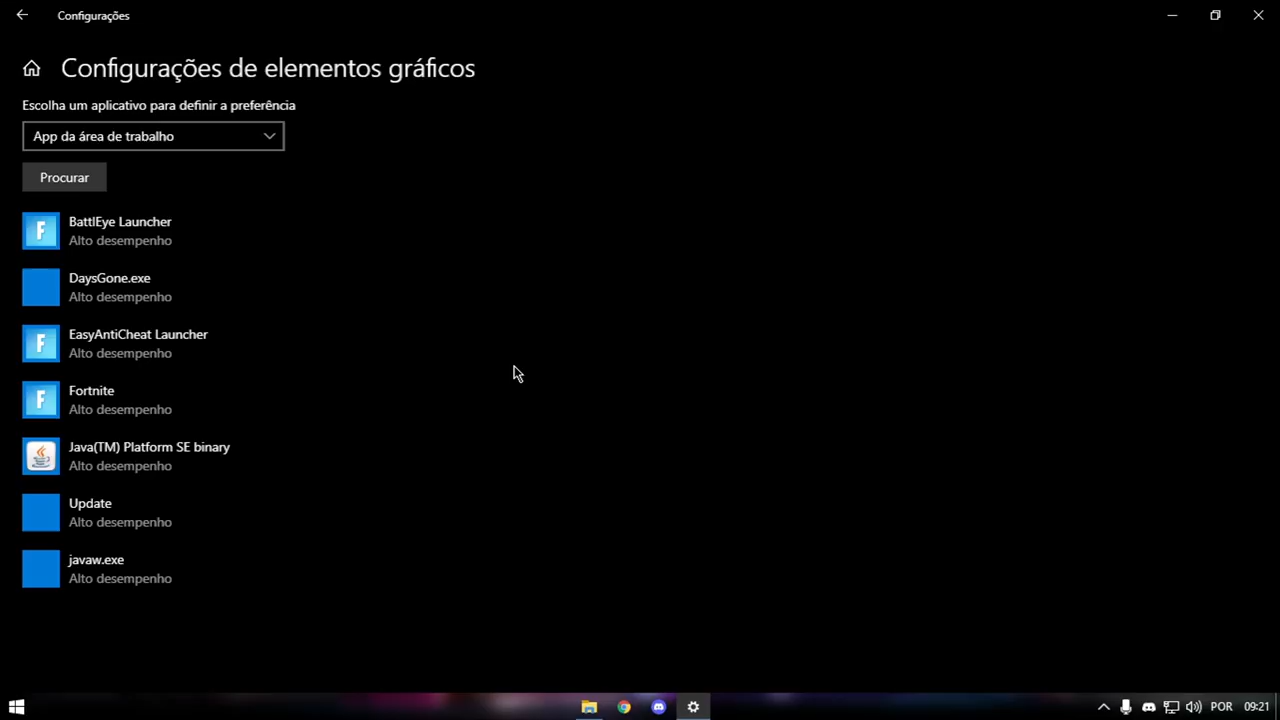 Configurações
Configurações de elementos gráficos
Escolha um aplicativo para definir a preferência
App da área de trabalho
Procurar
BattlEye Launcher
Alto desempenho
DaysGone.exe
Alto desempenho
EasyAntiCheat Launcher
Alto desempenho
Fortnite
Alto desempenho
Java(TM) Platform SE binary
Alto desempenho
Update
Alto desempenho
javaw.exe
Alto desempenho
POR 09:21